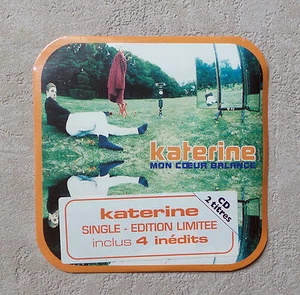 katerine
MON CŒUR BALANCE
CD
2 titres
katerine
SINGLE - EDITION LIMITEE
inclus 4 inédits